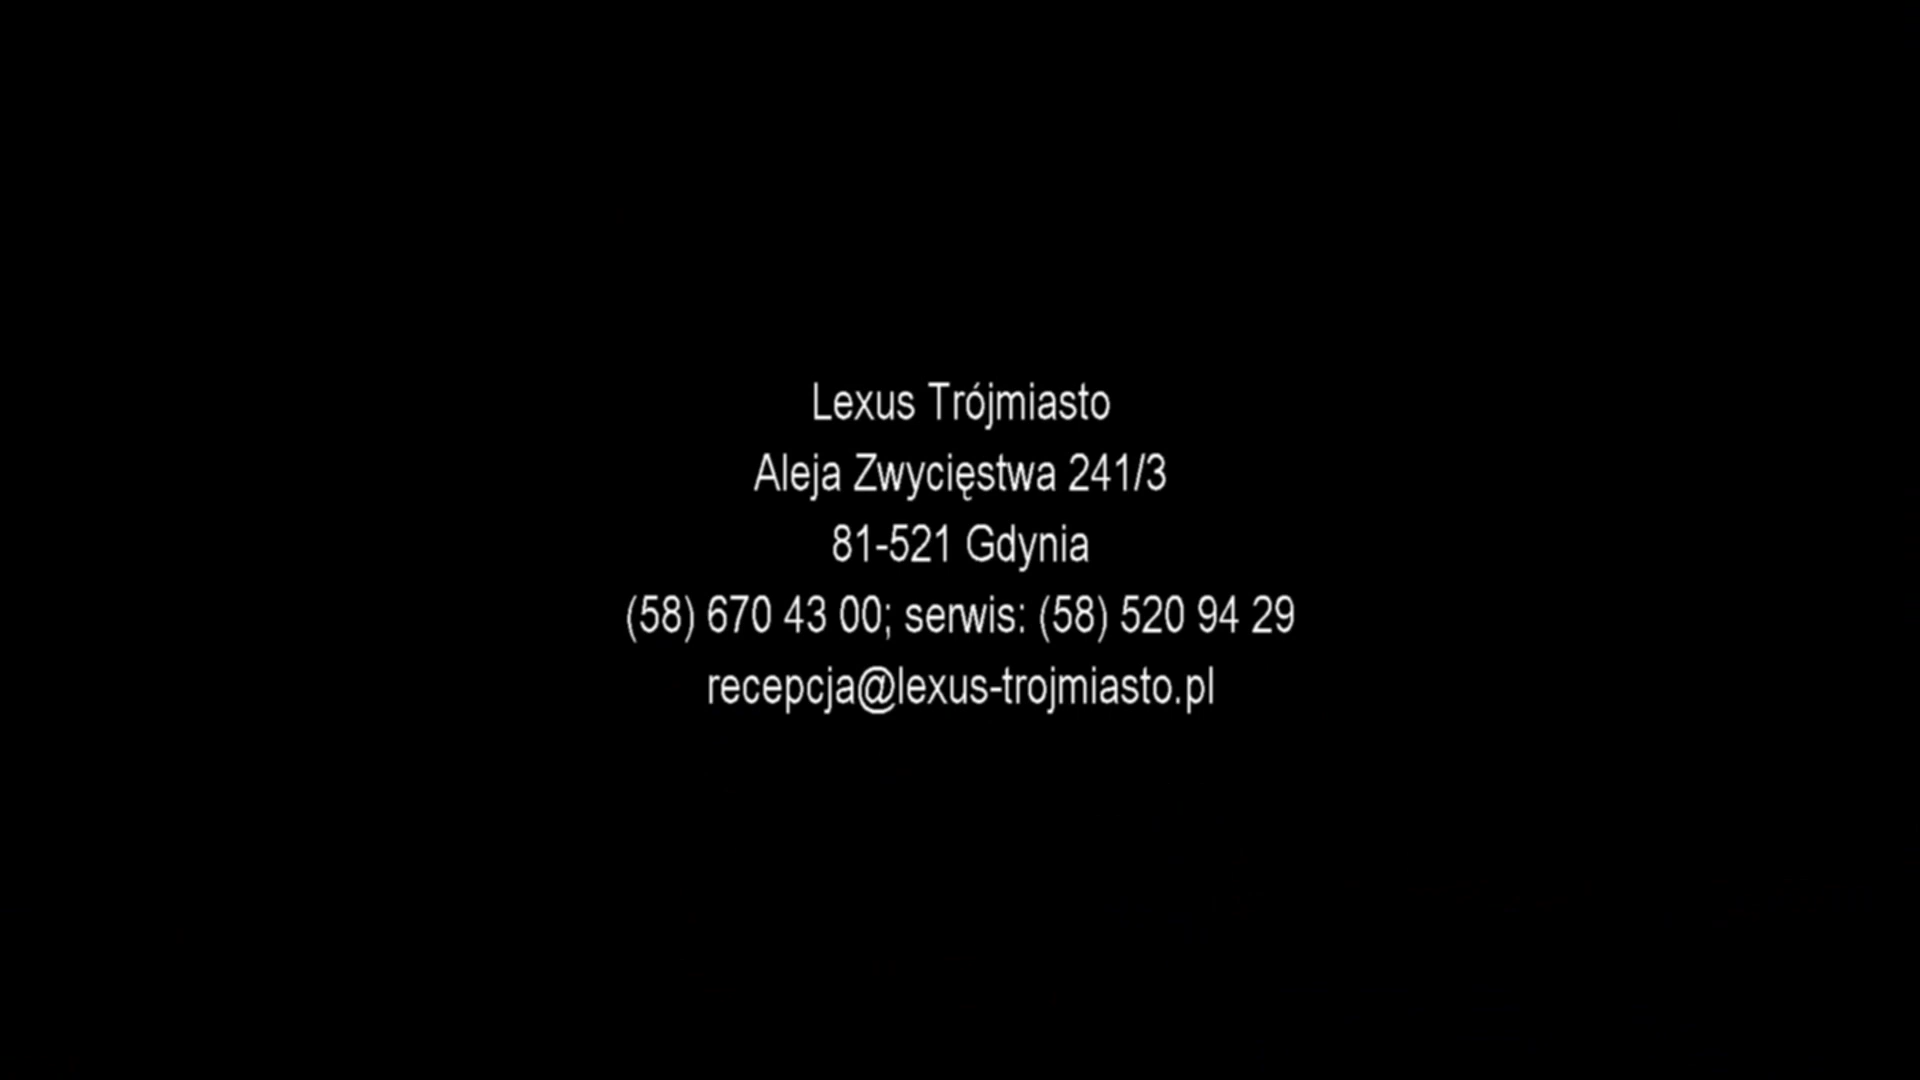 Lexus Trójmiasto
Aleja Zwycięstwa 241/3
81-521 Gdynia
(58) 670 43 00; serwis: (58) 520 94 29
recepcja@lexus-trojmiasto.pl